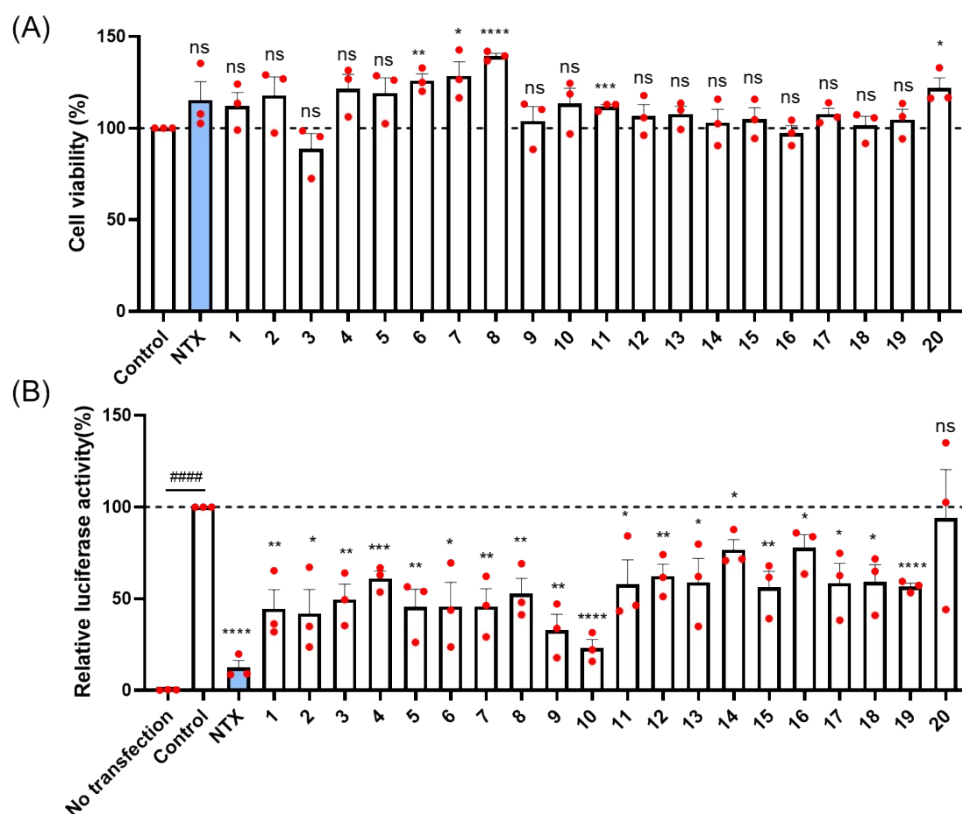 (A)
Cell viability (%)
150
100
50
0
ns ns ns ns ns ns ** * **** ns ns *** ns ns ns ns ns ns ns ns *
Control NTX 1 2 3 4 5 6 7 8 9 10 11 12 13 14 15 16 17 18 19 20
(B)
Relative luciferase activity(%)
150
100
50
0
#### **** ** * ** *** ** * ** ** ** **** * ** * * ** * * * **** ns
No transfection Control NTX 1 2 3 4 5 6 7 8 9 10 11 12 13 14 15 16 17 18 19 20